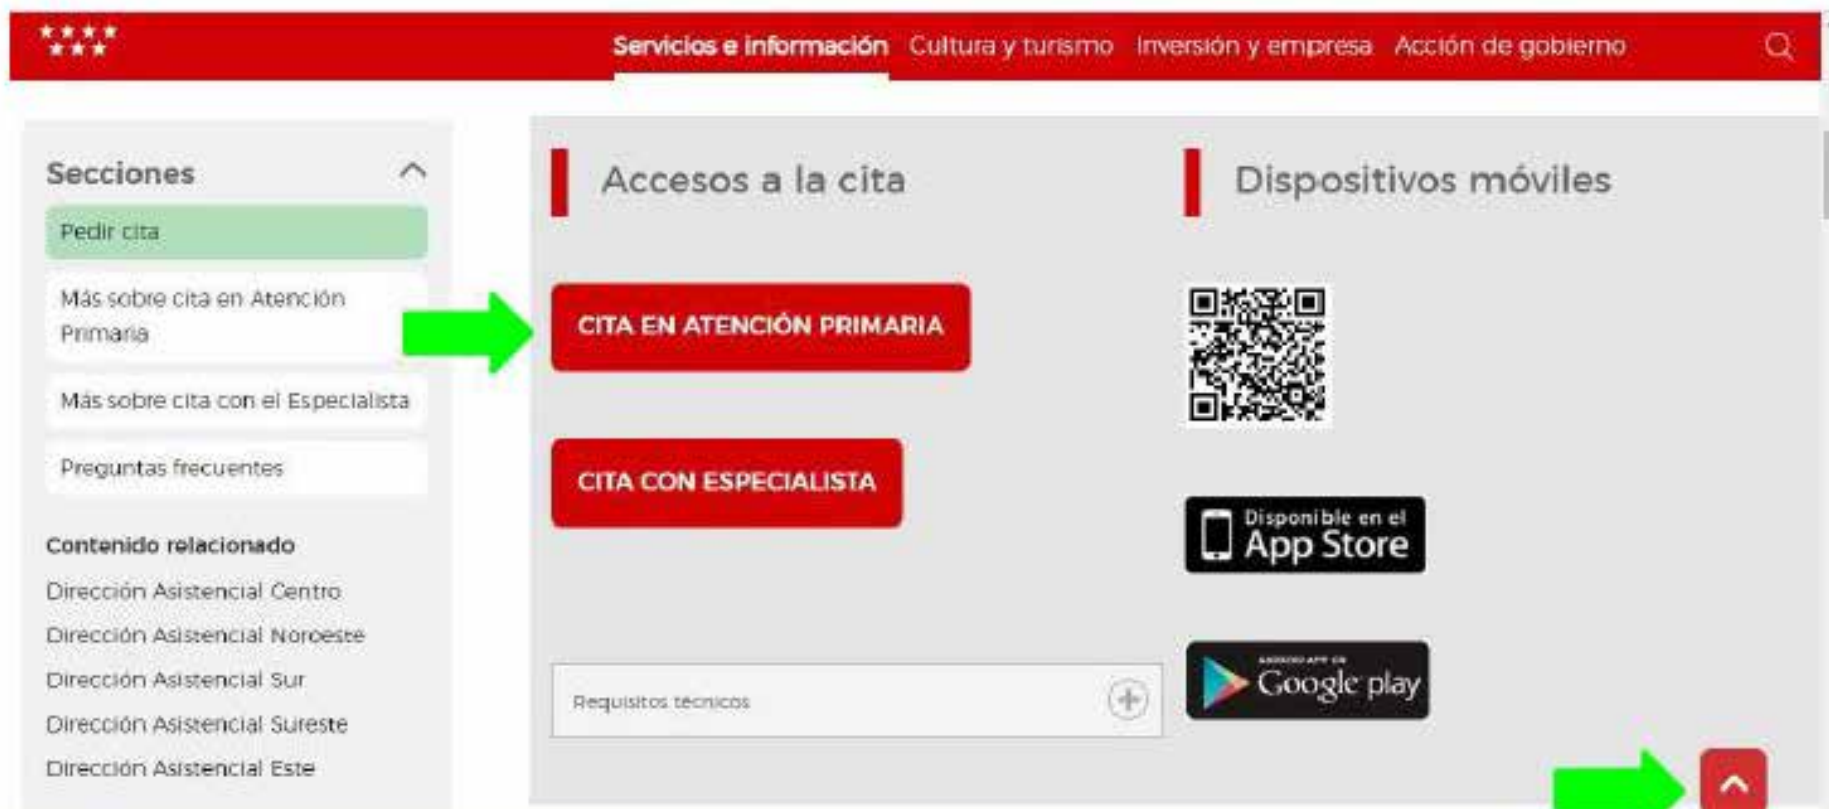 Servicios e información Cultura y turismo Inversión y empresa Acción de gobierno
Secciones
Pedir cita
Más sobre cita en Atención
Primaria
Más sobre cita con el Especialista
Preguntas frecuentes
Contenido relacionado
Dirección Asistencial Centro
Dirección Asistencial Noroeste
Dirección Asistencial Sur
Dirección Asistencial Sureste
Dirección Asistencial Este
Accesos a la cita
CITA EN ATENCIÓN PRIMARIA
CITA CON ESPECIALISTA
Requisitos técnicos
Dispositivos móviles
Disponible en el
App Store
ANDROID APP ON
Google play